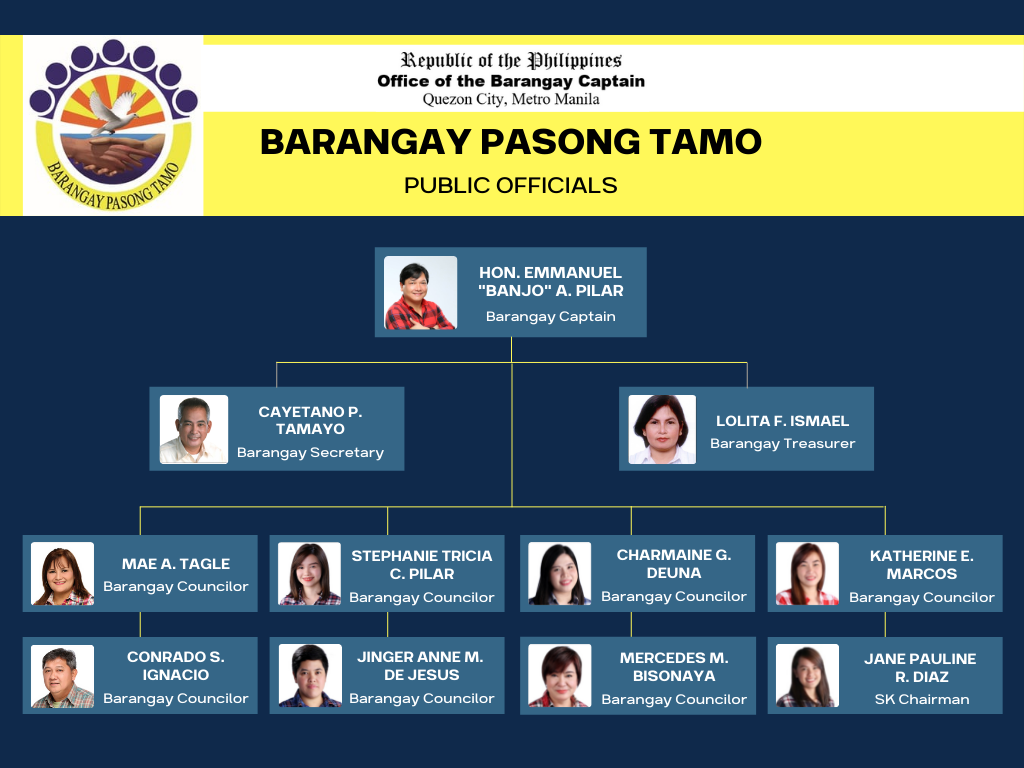 Republic of the Philippines
Office of the Barangay Captain
Quezon City, Metro Manila
BARANGAY PASONG TAMO
BARANGAY PASONG TAMO
PUBLIC OFFICIALS
HON. EMMANUEL
"BANJO" A. PILAR
Barangay Captain
CAYETANO P.
TAMAYO
Barangay Secretary
LOLITA F. ISMAEL
Barangay Treasurer
MAE A. TAGLE
Barangay Councilor
STEPHANIE TRICIA
C. PILAR
Barangay Councilor
CHARMAINE G.
DEUNA
Barangay Councilor
KATHERINE E.
MARCOS
Barangay Councilor
CONRADO S.
IGNACIO
Barangay Councilor
JINGER ANNE M.
DE JESUS
Barangay Councilor
MERCEDES M.
BISONAYA
Barangay Councilor
JANE PAULINE
R. DIAZ
SK Chairman